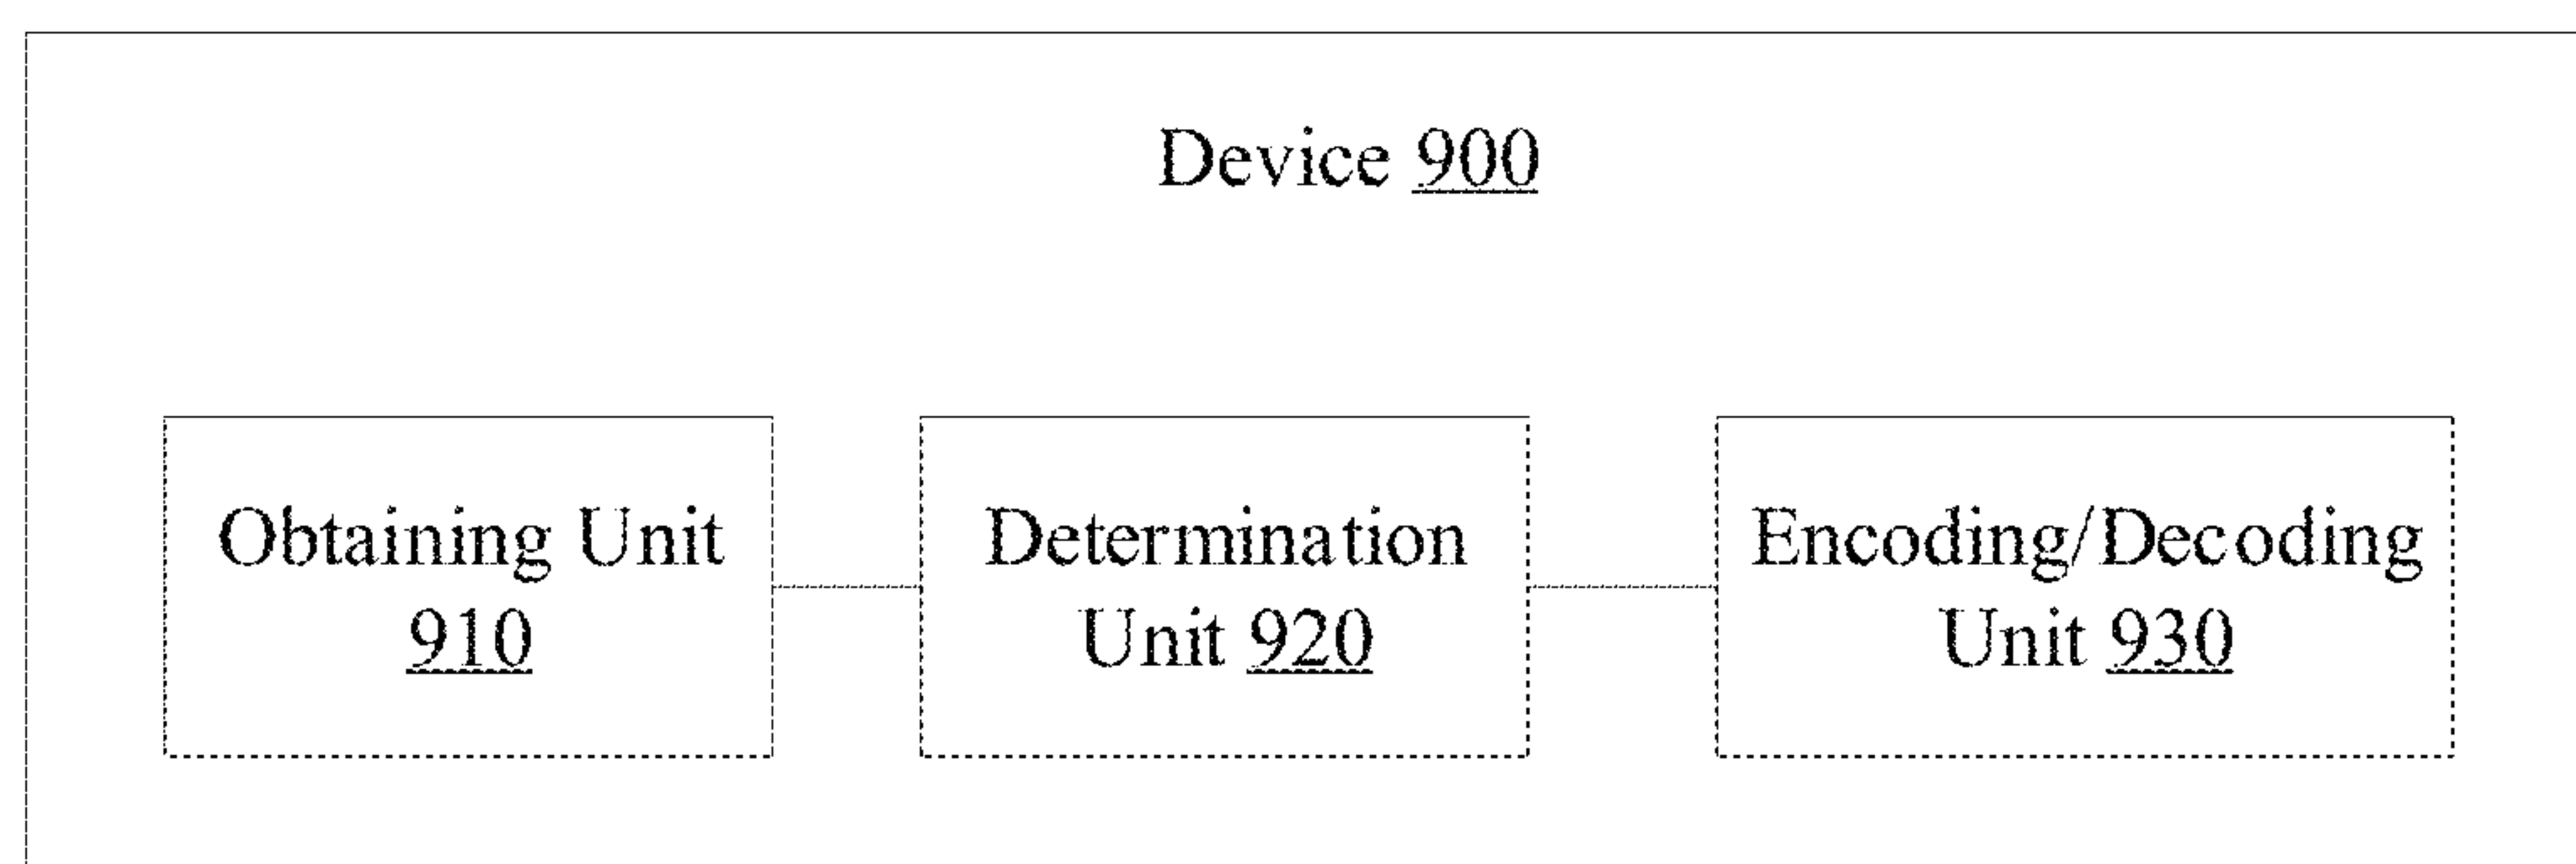 Device 900
Obtaining Unit
910
Determination
Unit 920
Encoding/Decoding
Unit 930